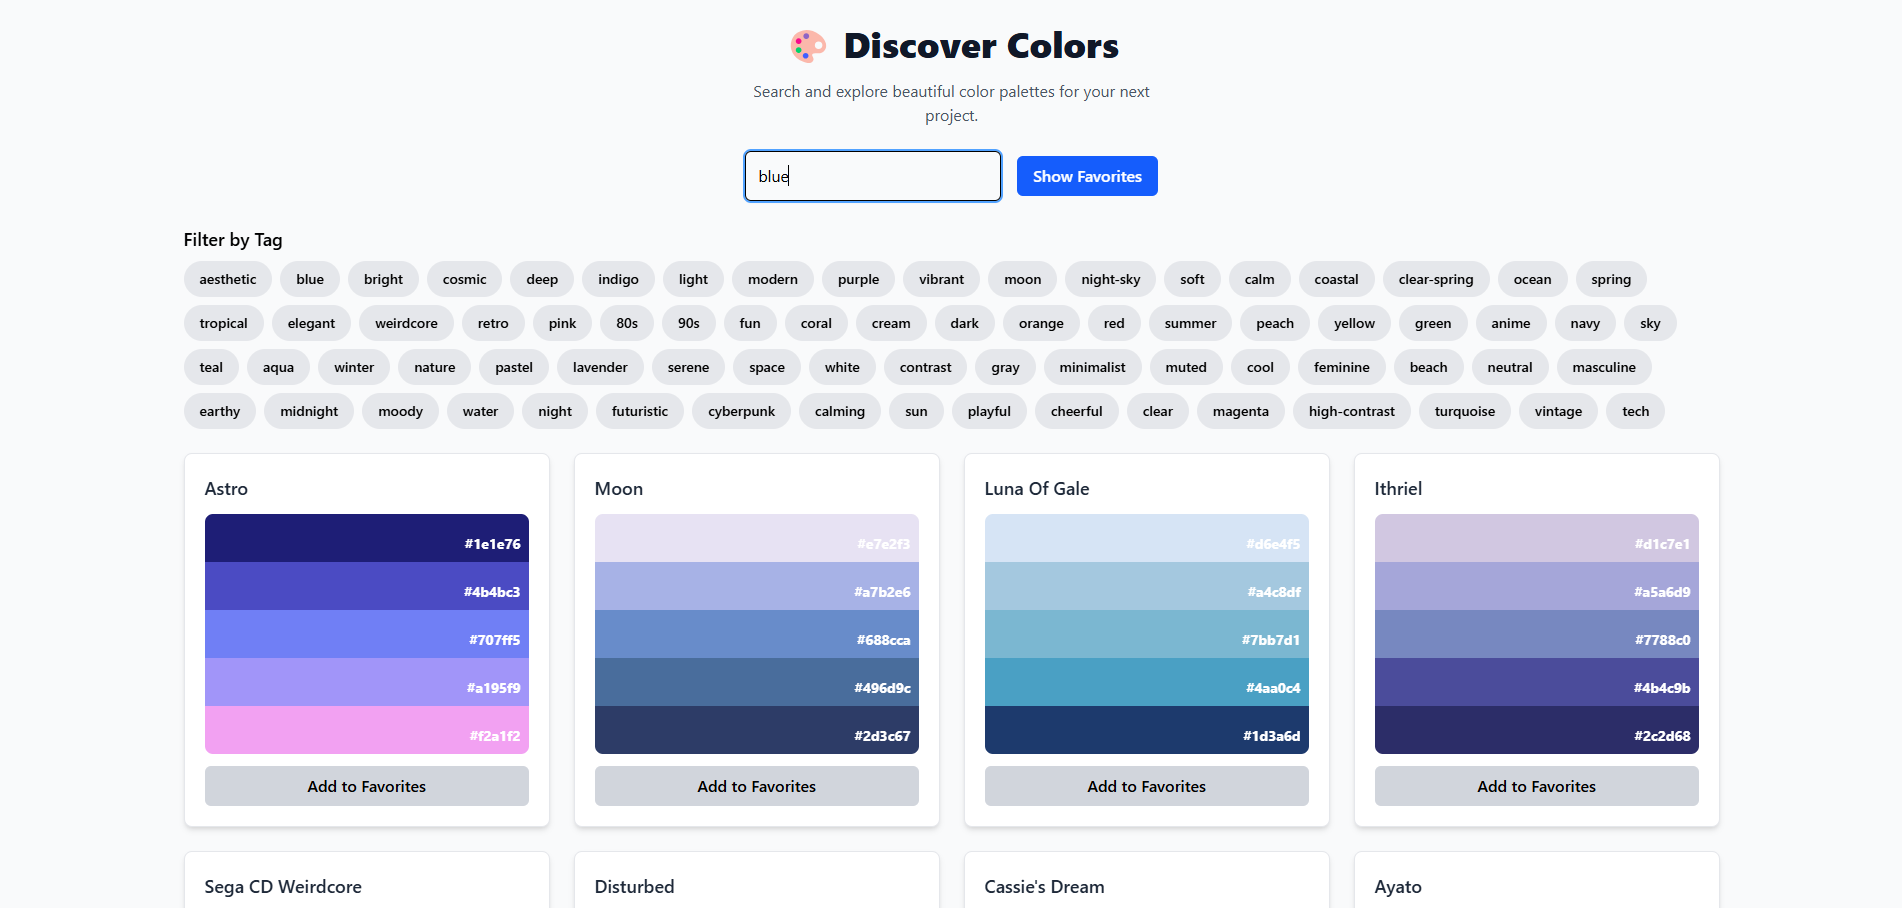 Discover Colors
Search and explore beautiful color palettes for your next
project.
blue
Show Favorites
Filter by Tag
aesthetic blue bright cosmic deep indigo light modern purple vibrant moon night-sky soft calm coastal clear-spring ocean spring
tropical elegant weirdcore retro pink 80s 90s fun coral cream dark orange red summer peach yellow green anime navy sky
teal aqua winter nature pastel lavender serene space white contrast gray minimalist muted cool feminine beach neutral masculine
earthy midnight moody water night futuristic cyberpunk calming sun playful cheerful clear magenta high-contrast turquoise vintage tech
Astro
#1e1e76
#4b4bc3
#707ff5
#a195f9
#f2a1f2
Add to Favorites
Moon
#e7e2f3
#a7b2e6
#688cca
#496d9c
#2d3c67
Add to Favorites
Luna Of Gale
#d6e4f5
#a4c8df
#7bb7d1
#4aa0c4
#1d3a6d
Add to Favorites
Ithriel
#d1c7e1
#a5a6d9
#7788c0
#4b4c9b
#2c2d68
Add to Favorites
Sega CD Weirdcore
Disturbed
Cassie's Dream
Ayato